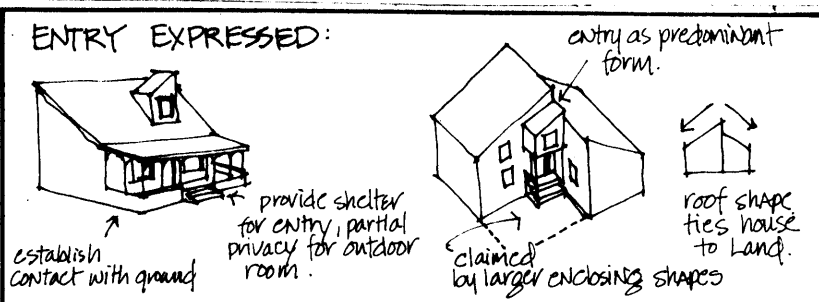 ENTRY EXPRESSED:
entry as predominant
form.
provide shelter
for entry, partial
privacy for outdoor
room.
establish
contact with ground
claimed
by larger enclosing shapes
roof shape
ties house
to Land.